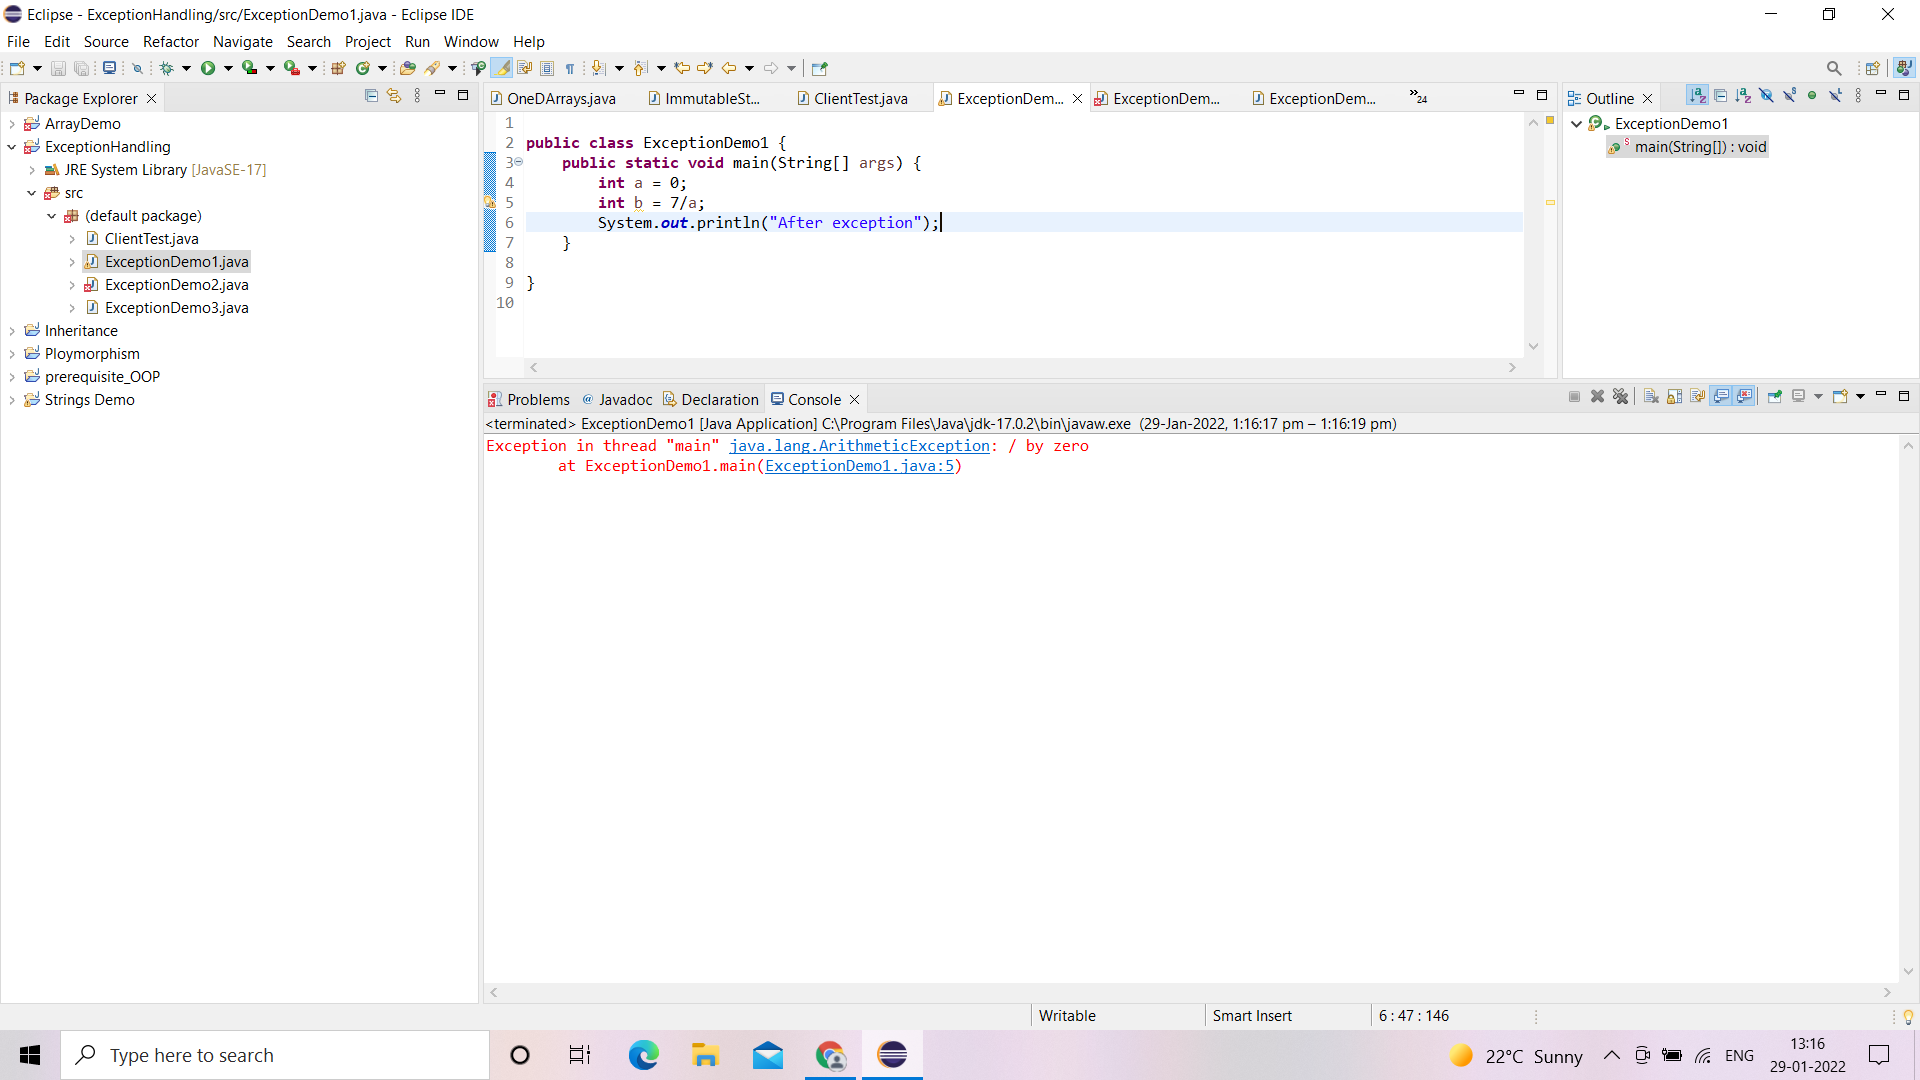 Eclipse - ExceptionHandling/src/ExceptionDemo1.java - Eclipse IDE
File Edit Source Refactor Navigate Search Project Run Window Help
Package Explorer
ArrayDemo
ExceptionHandling
JRE System Library [JavaSE-17]
src
(default package)
ClientTest.java
ExceptionDemo1.java
ExceptionDemo2.java
ExceptionDemo3.java
Inheritance
Ploymorphism
prerequisite_OOP
Strings Demo
OneDArrays.java ImmutableSt... ClientTest.java ExceptionDem... ExceptionDem... ExceptionDem... »24
1
2 public class ExceptionDemo1 {
3 public static void main(String[] args) {
4 int a = 0;
5 int b = 7/a;
6 System.out.println("After exception");
7 }
8
9 }
10
Outline
ExceptionDemo1
main(String[]) : void
Problems @ Javadoc Declaration Console
<terminated> ExceptionDemo1 [Java Application] C:\Program Files\Java\jdk-17.0.2\bin\javaw.exe (29-Jan-2022, 1:16:17 pm – 1:16:19 pm)
Exception in thread "main" java.lang.ArithmeticException: / by zero
at ExceptionDemo1.main(ExceptionDemo1.java:5)
Writable Smart Insert 6 : 47 : 146
Type here to search
22°C Sunny ENG
13:16
29-01-2022